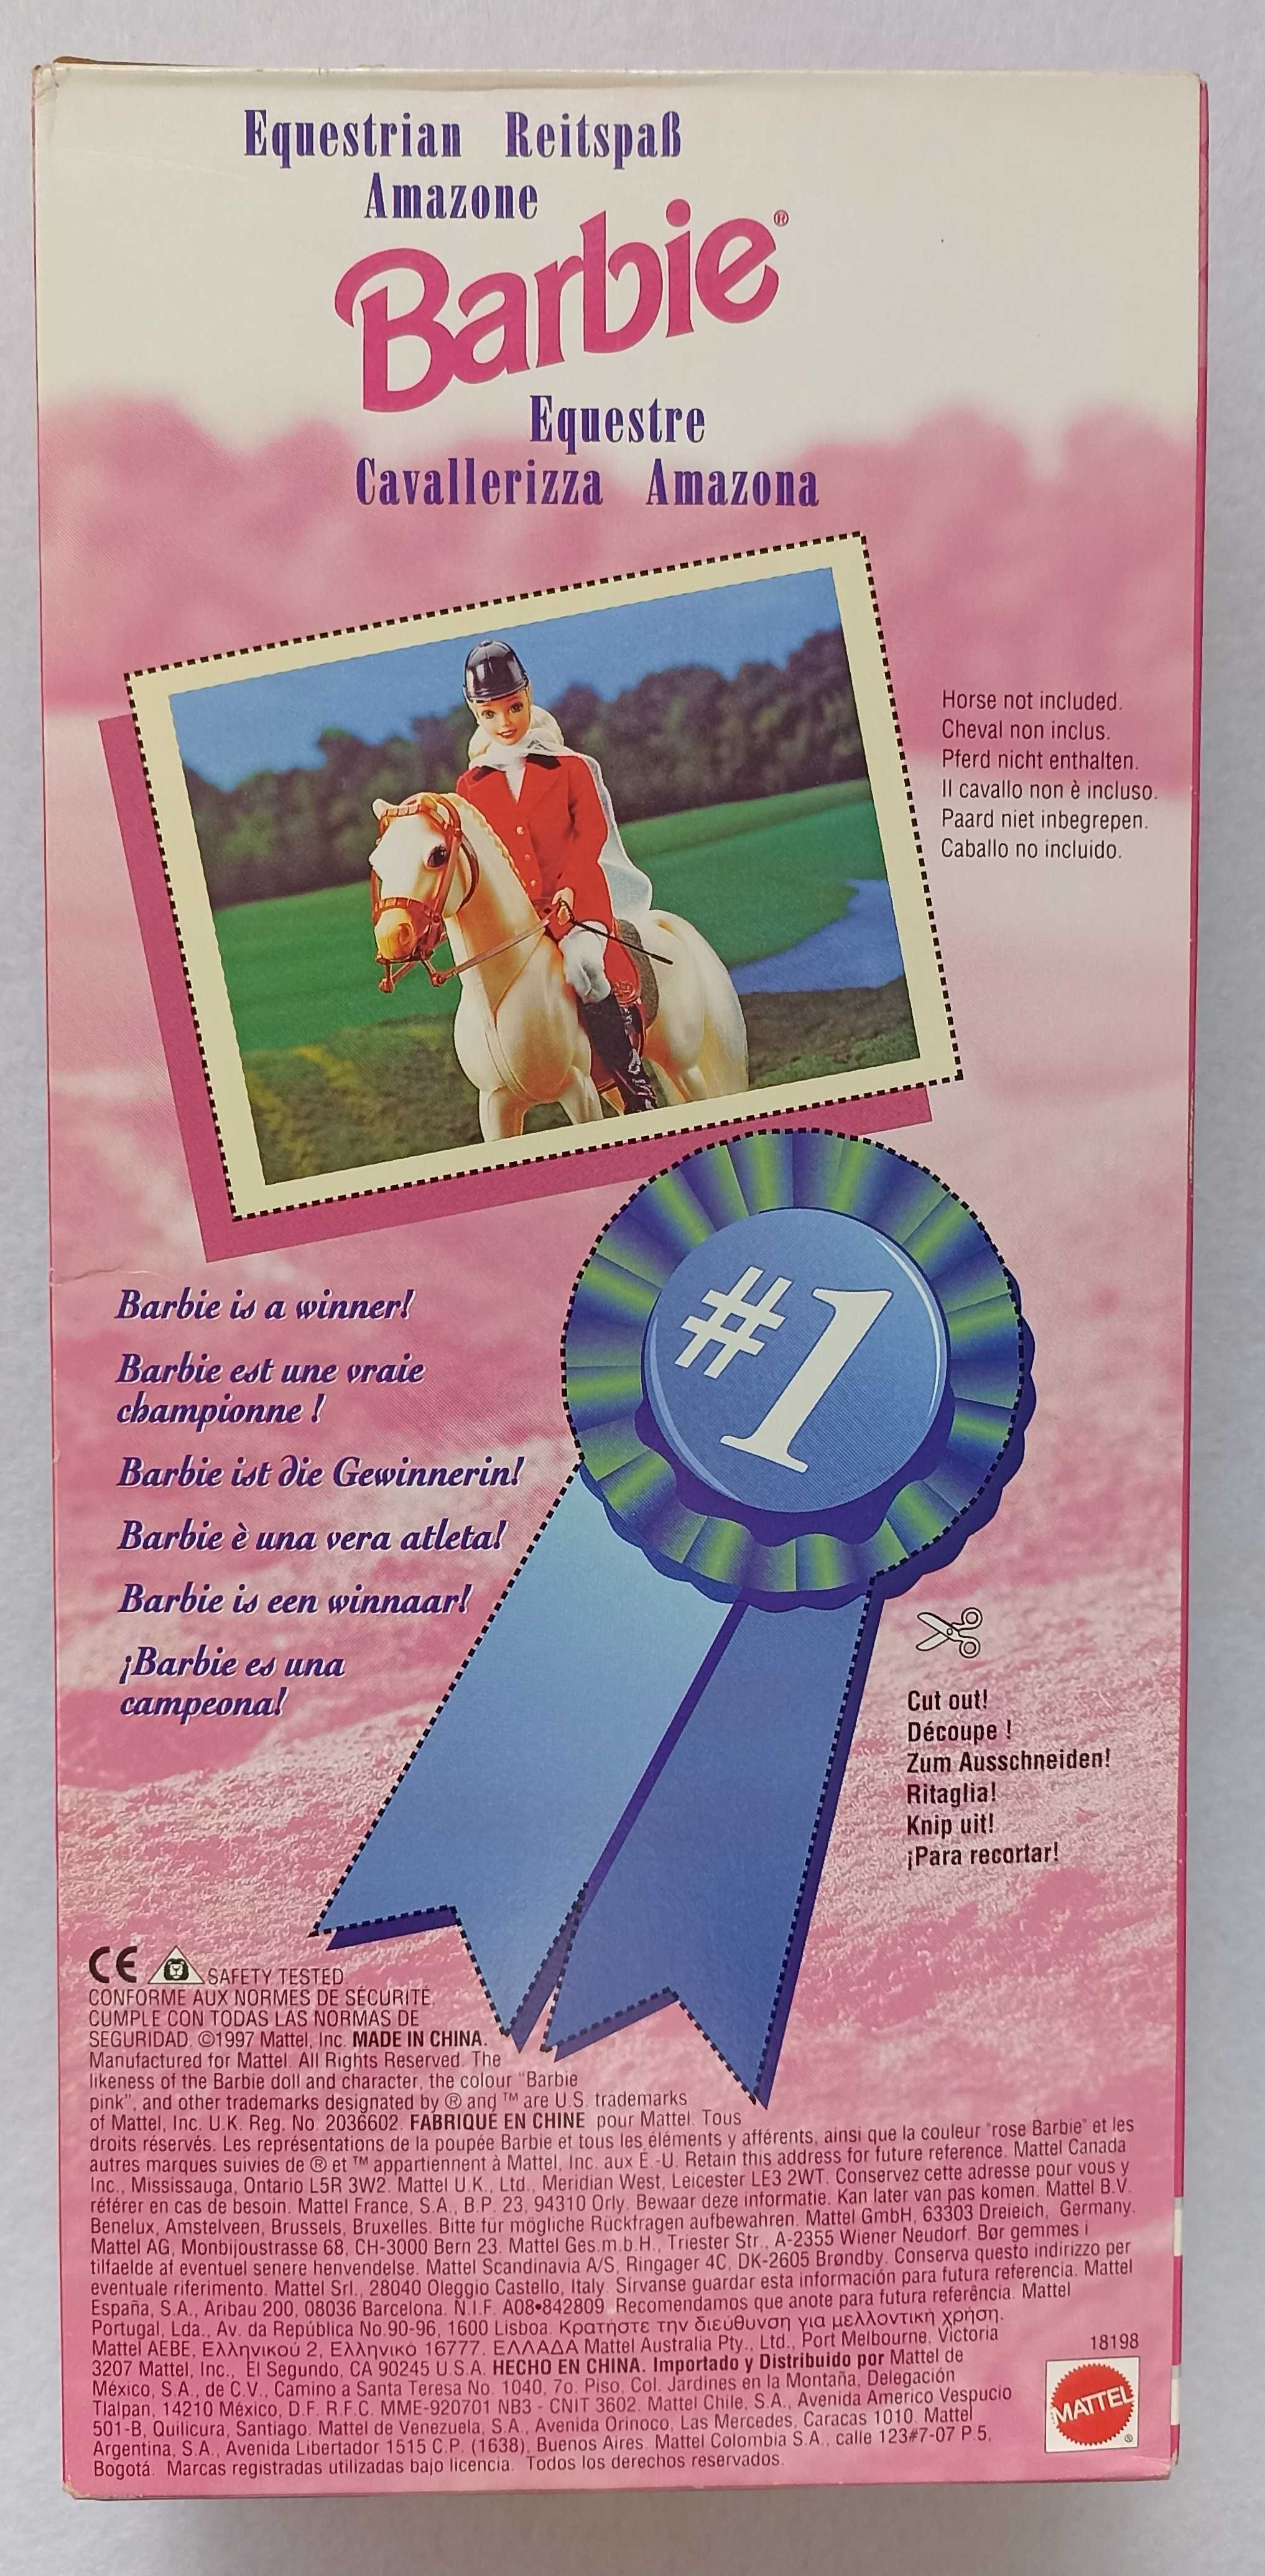 Equestrian Reitspaß
Amazone
Barbie®
Equestre
Cavallerizza Amazona
Horse not included.
Cheval non inclus.
Pferd nicht enthalten.
Il cavallo non è incluso.
Paard niet inbegrepen.
Caballo no incluido.
#1
Barbie is a winner!
Barbie est une vraie
championne !
Barbie ist die Gewinnerin!
Barbie è una vera atleta!
Barbie is een winnaar!
¡Barbie es una
campeona!
Cut out!
Découpe !
Zum Ausschneiden!
Ritaglia!
Knip uit!
¡Para recortar!
CE SAFETY TESTED.
CONFORME AUX NORMES DE SÉCURITÉ.
CUMPLE CON TODAS LAS NORMAS DE
SEGURIDAD. ©1997 Mattel, Inc. MADE IN CHINA.
Manufactured for Mattel. All Rights Reserved. The
likeness of the Barbie doll and character, the colour "Barbie
pink", and other trademarks designated by ® and ™ are U.S. trademarks
of Mattel, Inc. U.K. Reg. No. 2036602. FABRIQUÉ EN CHINE pour Mattel. Tous
droits réservés. Les représentations de la poupée Barbie et tous les éléments y afférents, ainsi que la couleur "rose Barbie" et les
autres marques suivies de ® et ™ appartiennent à Mattel, Inc. aux É.-U. Retain this address for future reference. Mattel Canada
Inc., Mississauga, Ontario L5R 3W2. Mattel U.K., Ltd., Meridian West, Leicester LE3 2WT. Conservez cette adresse pour vous y
référer en cas de besoin. Mattel France, S.A., B.P. 23, 94310 Orly. Bewaar deze informatie. Kan later van pas komen. Mattel B.V.
Benelux, Amstelveen, Brussels, Bruxelles. Bitte für mögliche Rückfragen aufbewahren. Mattel GmbH, 63303 Dreieich, Germany.
Mattel AG, Monbijoustrasse 68, CH-3000 Bern 23. Mattel Ges.m.b.H., Triester Str., A-2355 Wiener Neudorf. Bør gemmes i
tilfaelde af eventuel senere henvendelse. Mattel Scandinavia A/S, Ringager 4C, DK-2605 Brøndby. Conserva questo indirizzo per
eventuale riferimento. Mattel Srl., 28040 Oleggio Castello, Italy. Sírvanse guardar esta información para futura referencia. Mattel
España, S.A., Aribau 200, 08036 Barcelona. N.I.F. A08•842809. Recomendamos que anote para futura referência. Mattel
Portugal, Lda., Av. da República No.90-96, 1600 Lisboa. Κρατήστε την διεύθυνση για μελλοντική χρήση.
Mattel AEBE, Ελληνικού 2, Ελληνικό 16777, ΕΛΛΑΔΑ Mattel Australia Pty., Ltd., Port Melbourne, Victoria
3207 Mattel, Inc., El Segundo, CA 90245 U.S.A. HECHO EN CHINA. Importado y Distribuido por Mattel de
México, S.A., de C.V., Camino a Santa Teresa No. 1040, 7o. Piso, Col. Jardines en la Montaña, Delegación
Tlalpan, 14210 México, D.F. R.F.C. MME-920701 NB3 - CNIT 3602. Mattel Chile, S.A., Avenida Americo Vespucio
501-B, Quilicura, Santiago. Mattel de Venezuela, S.A., Avenida Orinoco, Las Mercedes, Caracas 1010. Mattel
Argentina, S.A., Avenida Libertador 1515 C.P. (1638), Buenos Aires. Mattel Colombia S.A., calle 123#7-07 P.5,
Bogotá. Marcas registradas utilizadas bajo licencia. Todos los derechos reservados.
18198
MATTEL®